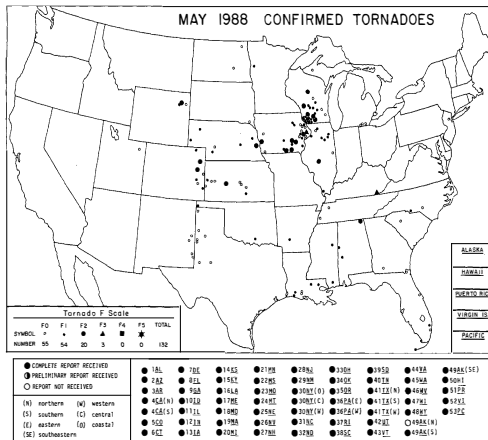 MAY 1988 CONFIRMED TORNADOES
ALASKA
HAWAII
PUERTO RICO
VIRGIN IS.
PACIFIC
Tornado F Scale
F0 F1 F2 F3 F4 F5 TOTAL
SYMBOL
NUMBER 55 54 20 3 0 0 132
COMPLETE REPORT RECEIVED
PRELIMINARY REPORT RECEIVED
REPORT NOT RECEIVED
(N) northern (W) western
(S) southern (C) central
(E) eastern (O) coastal
(SE) southeastern
1AL 7DE 14KS 21MN 28NJ 33OH 39SD 44VA 49AK(SE)
2AZ 8FL 15KY 22MS 29NM 34OK 40TN 45WA 50HI
3AR 9GA 16LA 23MO 30NY(O) 35OR 41TX(N) 46WV 51PR
4CA(N) 10ID 17ME 24MT 30NY(C) 36PA(E) 41TX(S) 47WI 52VI
4CA(S) 11IL 18MD 25NE 30NY(W) 36PA(W) 41TX(W) 48WY 53PC
5CO 12IN 19MA 26NV 31NC 37RI 42UT 49AK(N)
6CT 13IA 20MI 27NH 32ND 38SC 43VT 49AK(S)